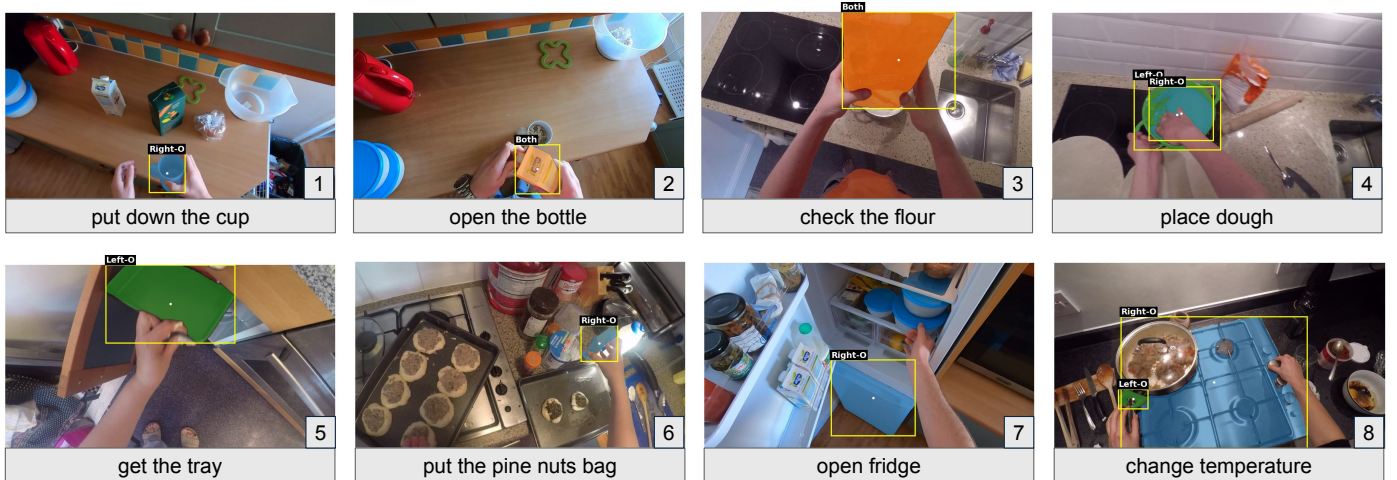 Right-O
1
put down the cup
Both
2
open the bottle
Both
3
check the flour
Left-O
Right-O
4
place dough
Left-O
5
get the tray
Right-O
6
put the pine nuts bag
Right-O
7
open fridge
Right-O
Left-O
8
change temperature